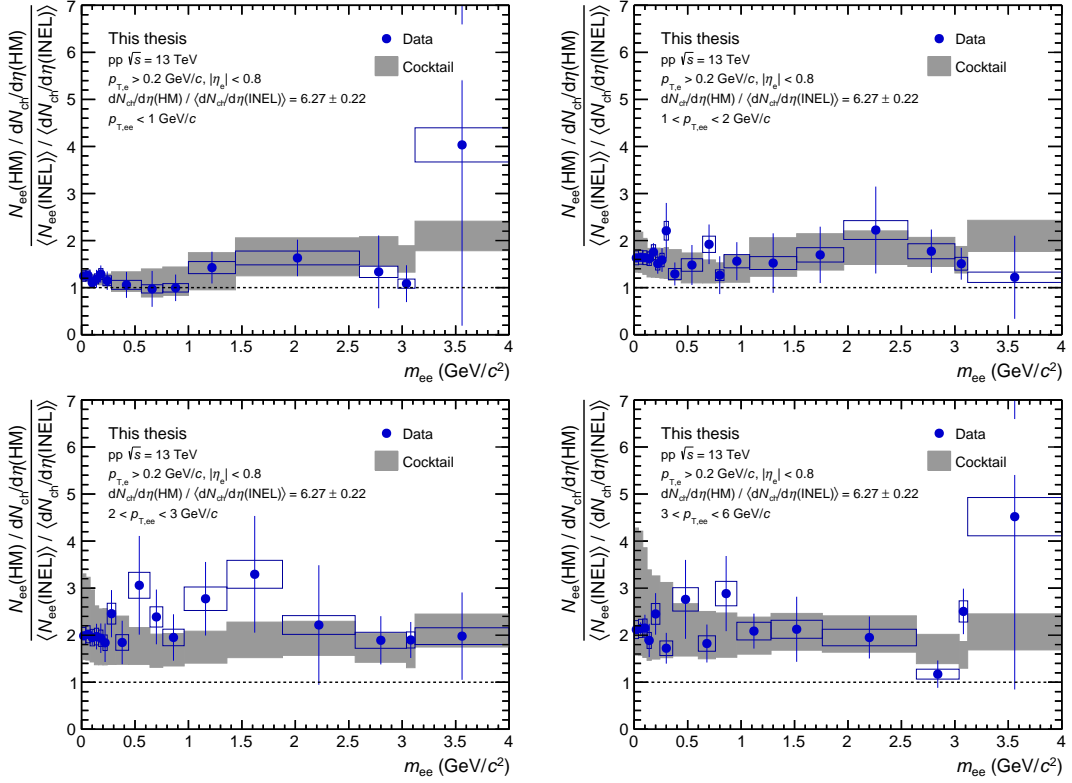 N_ee(HM) / dN_ch/dη(HM)
⟨N_ee(INEL)⟩ / ⟨dN_ch/dη(INEL)⟩
7
6
5
4
3
2
1
0
This thesis
pp √s = 13 TeV
p_T,e > 0.2 GeV/c, |η_e| < 0.8
dN_ch/dη(HM) / ⟨dN_ch/dη(INEL)⟩ = 6.27 ± 0.22
p_T,ee < 1 GeV/c
Data
Cocktail
0 0.5 1 1.5 2 2.5 3 3.5 4
m_ee (GeV/c²)
N_ee(HM) / dN_ch/dη(HM)
⟨N_ee(INEL)⟩ / ⟨dN_ch/dη(INEL)⟩
7
6
5
4
3
2
1
0
This thesis
pp √s = 13 TeV
p_T,e > 0.2 GeV/c, |η_e| < 0.8
dN_ch/dη(HM) / ⟨dN_ch/dη(INEL)⟩ = 6.27 ± 0.22
1 < p_T,ee < 2 GeV/c
Data
Cocktail
0 0.5 1 1.5 2 2.5 3 3.5 4
m_ee (GeV/c²)
N_ee(HM) / dN_ch/dη(HM)
⟨N_ee(INEL)⟩ / ⟨dN_ch/dη(INEL)⟩
7
6
5
4
3
2
1
0
This thesis
pp √s = 13 TeV
p_T,e > 0.2 GeV/c, |η_e| < 0.8
dN_ch/dη(HM) / ⟨dN_ch/dη(INEL)⟩ = 6.27 ± 0.22
2 < p_T,ee < 3 GeV/c
Data
Cocktail
0 0.5 1 1.5 2 2.5 3 3.5 4
m_ee (GeV/c²)
N_ee(HM) / dN_ch/dη(HM)
⟨N_ee(INEL)⟩ / ⟨dN_ch/dη(INEL)⟩
7
6
5
4
3
2
1
0
This thesis
pp √s = 13 TeV
p_T,e > 0.2 GeV/c, |η_e| < 0.8
dN_ch/dη(HM) / ⟨dN_ch/dη(INEL)⟩ = 6.27 ± 0.22
3 < p_T,ee < 6 GeV/c
Data
Cocktail
0 0.5 1 1.5 2 2.5 3 3.5 4
m_ee (GeV/c²)